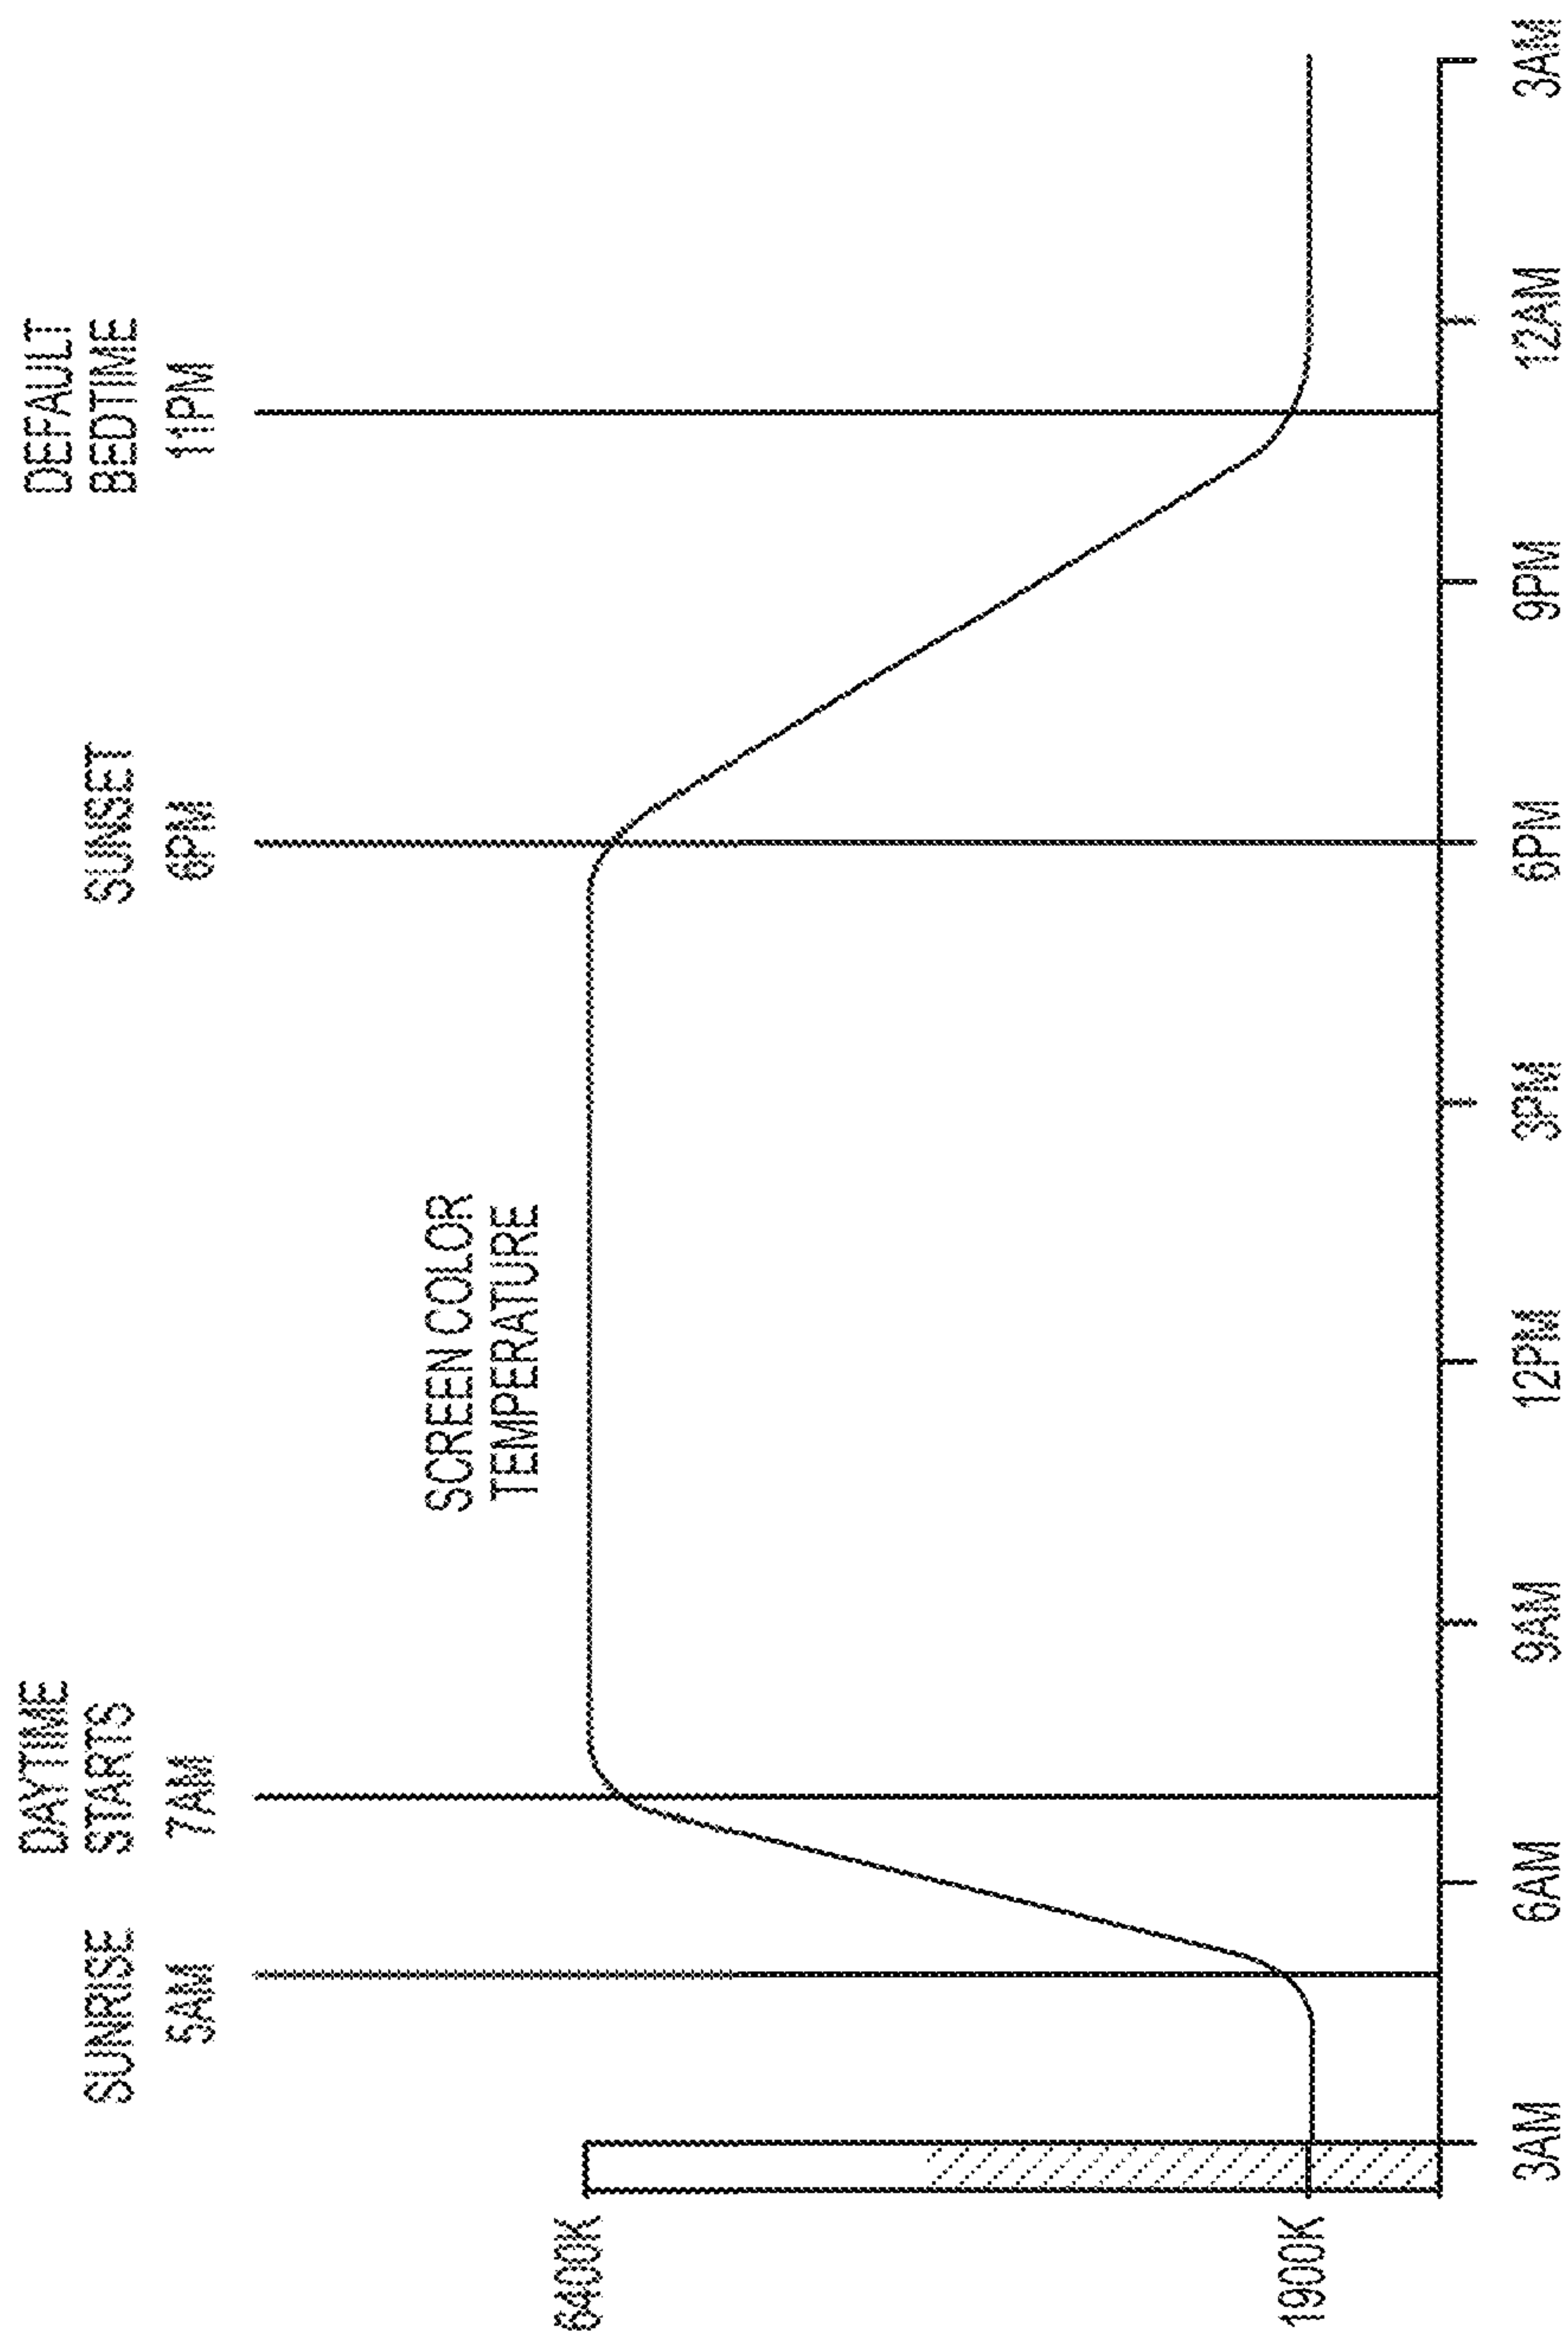 SUNRISE
5AM
DAYTIME
STARTS
7AM
SUNSET
6PM
DEFAULT
BEDTIME
11PM
SCREEN COLOR
TEMPERATURE
6400K
1900K
3AM
6AM
9AM
12PM
3PM
6PM
9PM
12AM
3AM